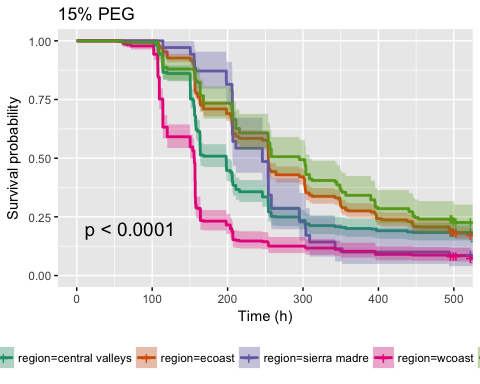 15% PEG
Survival probability
1.00
0.75
0.50
0.25
0.00
p < 0.0001
0 100 200 300 400 500
Time (h)
region=central valleys region=ecoast region=sierra madre region=wcoast